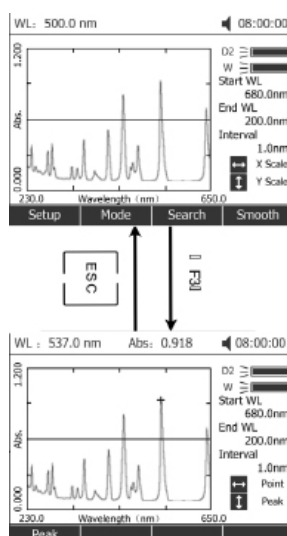 WL: 500.0 nm 08:00:00
1.200
Abs.
0.000
230.0 Wavelength (nm) 650.0
D2
W
Start WL
680.0nm
End WL
200.0nm
Interval
1.0nm
X Scale
Y Scale
Setup Mode Search Smooth
ESC
F3
WL : 537.0 nm Abs: 0.918 08:00:00
1.200
Abs.
0.000
230.0 Wavelength (nm) 650.0
D2
W
Start WL
680.0nm
End WL
200.0nm
Interval
1.0nm
Point
Peak
Peak